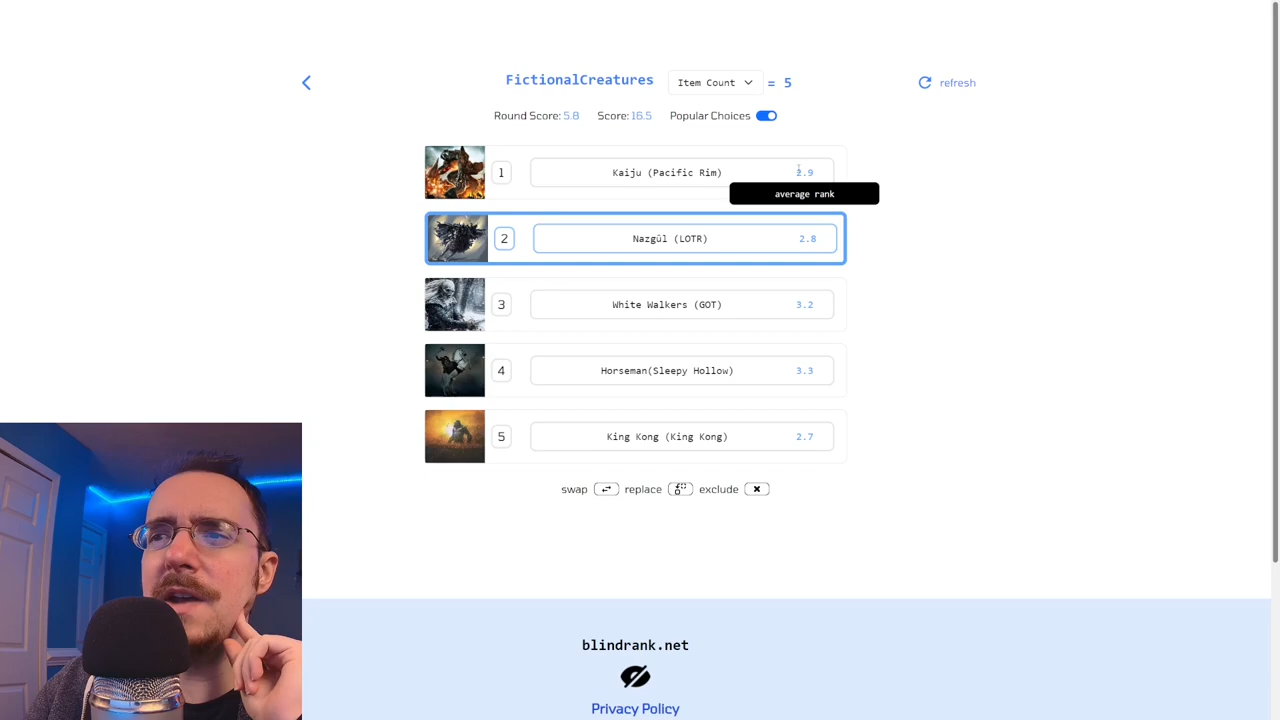 FictionalCreatures Item Count = 5 refresh
Round Score: 5.8 Score: 16.5 Popular Choices
1 Kaiju (Pacific Rim) 2.9
average rank
2 Nazgûl (LOTR) 2.8
3 White Walkers (GOT) 3.2
4 Horseman(Sleepy Hollow) 3.3
5 King Kong (King Kong) 2.7
swap replace exclude
blindrank.net
Privacy Policy